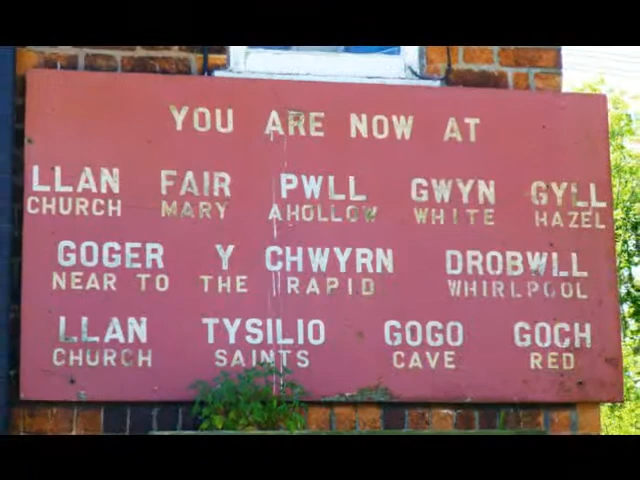 YOU ARE NOW AT
LLAN FAIR PWLL GWYN GYLL
CHURCH MARY A HOLLOW WHITE HAZEL
GOGER Y CHWYRN DROBWLL
NEAR TO THE RAPID WHIRLPOOL
LLAN TYSILIO GOGO GOCH
CHURCH SAINTS CAVE RED